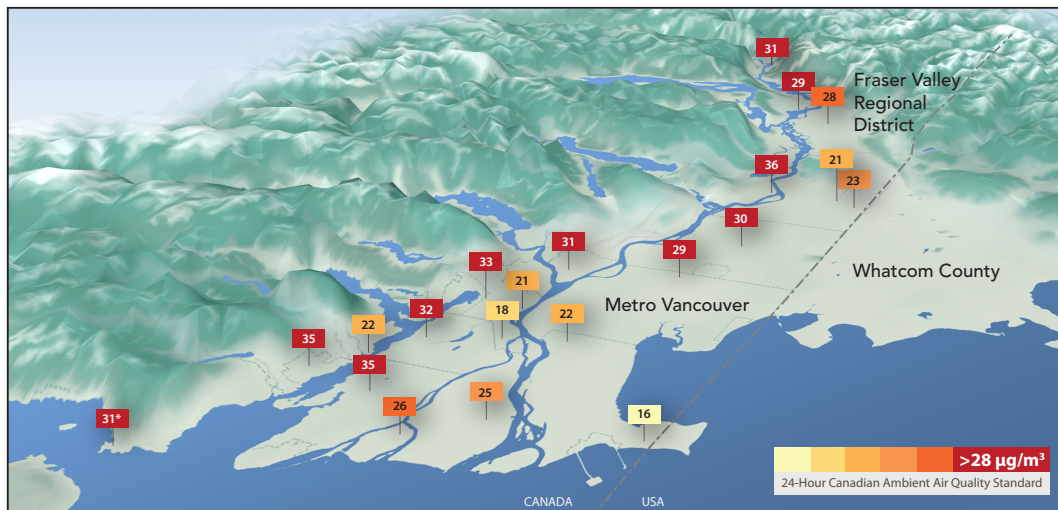 31
29
28
Fraser Valley
Regional
District
21
36
23
30
31
29
33
Whatcom County
21
Metro Vancouver
32
18
22
22
35
35
25
26
16
31*
>28 µg/m³
24-Hour Canadian Ambient Air Quality Standard
CANADA
USA